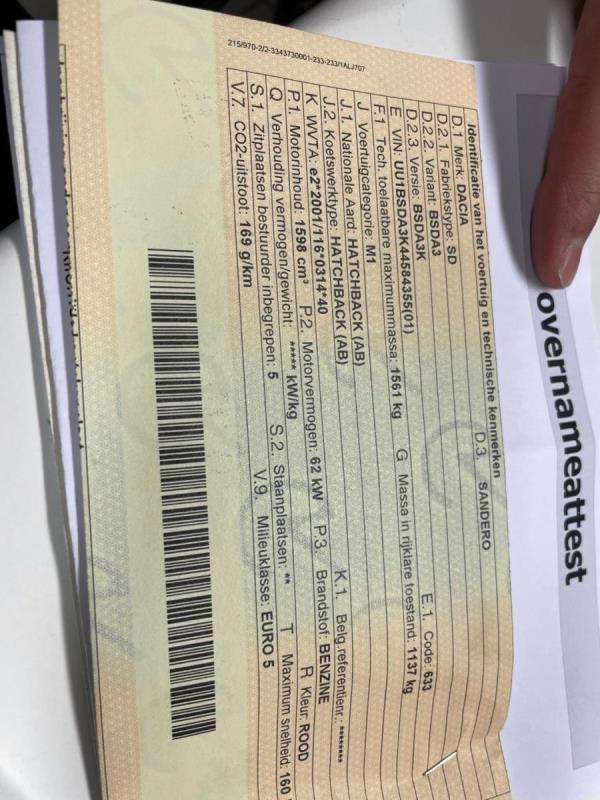 overnameattest
Identificatie van het voertuig en technische kenmerken
D.1 Merk: DACIA D.3. SANDERO
D.2.1. Fabriekstype: SD
D.2.2. Variant: BSDA3
D.2.3. Versie: BSDA3K E.1. Code: 633
E VIN: UU1BSDA3K44584355(01)
F.1. Tech. toelaatbare maximummassa: 1561 kg G Massa in rijklare toestand: 1137 kg
J Voertuigcategorie: M1
J.1. Nationale Aard: HATCHBACK (AB)
J.2. Koetswerktype: HATCHBACK (AB) K.1. Belg.referentienr.: ********
K WVTA: e2*2001/116*0314*40
P.1. Motorinhoud: 1598 cm³ P.2. Motorvermogen: 62 kW P.3. Brandstof: BENZINE
Q Verhouding vermogen/gewicht: ***** kW/kg R Kleur: ROOD
S.1. Zitplaatsen bestuurder inbegrepen: 5 S.2. Staanplaatsen: ** T Maximum snelheid: 160
V.7. CO2-uitstoot: 169 g/km V.9. Milieuklasse: EURO 5
215/970-2/2-3343730001-233-233/1ALJ707